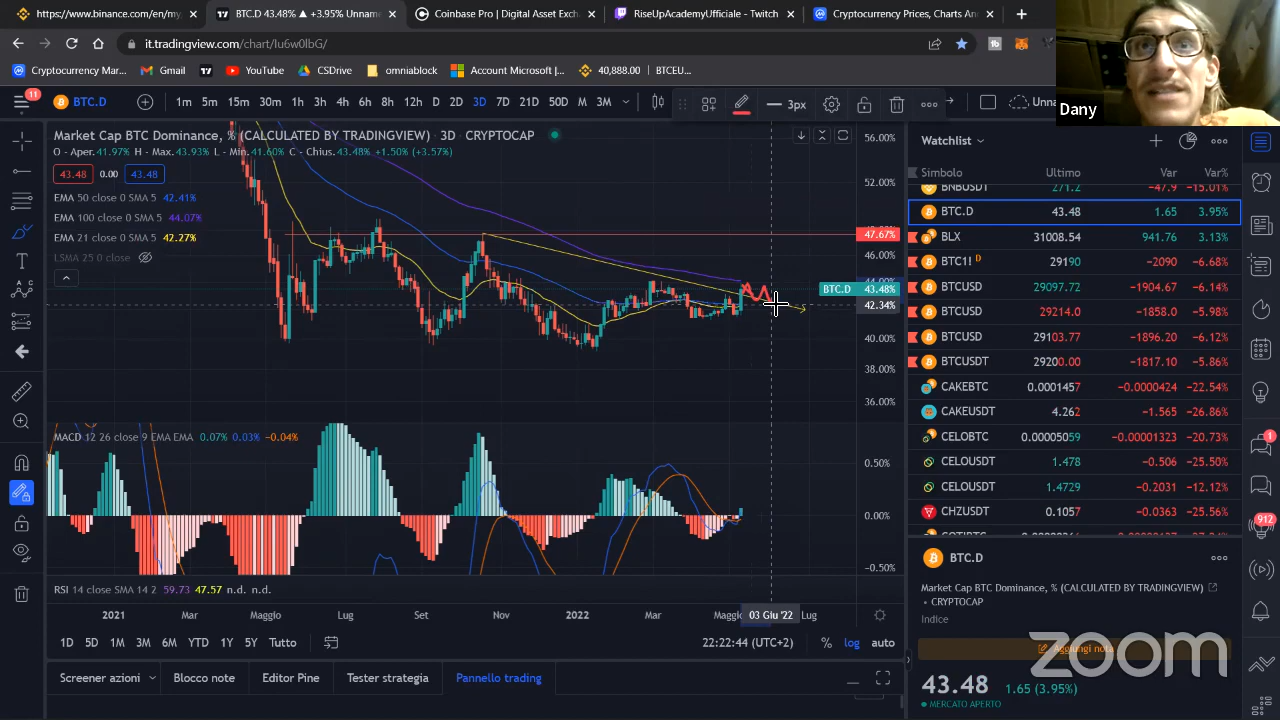 https://www.binance.com/en/my
BTC.D 43.48% ▲ +3.95% Unname
Coinbase Pro | Digital Asset Exch
RiseUpAcademyUfficiale - Twitch
Cryptocurrency Prices, Charts An
it.tradingview.com/chart/lu6w0lbG/
Cryptocurrency Mar...
Gmail
YouTube
CSDrive
omniablock
Account Microsoft |...
40,888.00
BTCEU...
11
BTC.D
1m 5m 15m 30m 1h 3h 4h 6h 8h 12h D 2D 3D 7D 21D 50D M 3M
3px
Unna
Dany
Market Cap BTC Dominance, % (CALCULATED BY TRADINGVIEW) · 3D · CRYPTOCAP
O - Aper.41.97% H - Max.43.93% L - Min.41.60% C - Chius.43.48% +1.50% (+3.57%)
43.48 0.00 43.48
EMA 50 close 0 SMA 5 42.41%
EMA 100 close 0 SMA 5 44.07%
EMA 21 close 0 SMA 5 42.27%
LSMA 25 0 close
56.00%
52.00%
47.67%
46.00%
44.00%
BTC.D 43.48%
42.34%
40.00%
38.00%
36.00%
MACD 12 26 close 9 EMA EMA 0.07% 0.03% −0.04%
0.50%
0.00%
−0.50%
RSI 14 close SMA 14 2 59.73 47.57 n.d. n.d.
2021 Mar Maggio Lug Set Nov 2022 Mar Maggio 03 Giu '22 Lug
1D 5D 1M 3M 6M YTD 1Y 5Y Tutto
22:22:44 (UTC+2)
% log auto
Screener azioni Blocco note Editor Pine Tester strategia Pannello trading
Watchlist
Simbolo Ultimo Var Var%
BNBUSDT 271.2 −47.9 −15.01%
BTC.D 43.48 1.65 3.95%
BLX 31008.54 941.76 3.13%
BTC1! D 29190 −2090 −6.68%
BTCUSD 29097.72 −1904.67 −6.14%
BTCUSDT 29214.0 −1858.0 −5.98%
BTCUSD 29103.77 −1896.20 −6.12%
BTCUSDT 29200.00 −1817.10 −5.86%
CAKEBTC 0.0001457 −0.0000424 −22.54%
CAKEUSDT 4.262 −1.565 −26.86%
CELOBTC 0.00005059 −0.00001323 −20.73%
CELOUSDT 1.478 −0.506 −25.50%
CELOUSDT 1.4729 −0.2031 −12.12%
CHZUSDT 0.1057 −0.0363 −25.56%
1
912
BTC.D
Market Cap BTC Dominance, % (CALCULATED BY TRADINGVIEW)
• CRYPTOCAP
Indice
Aggiungi nota
zoom
43.48 1.65 (3.95%)
MERCATO APERTO